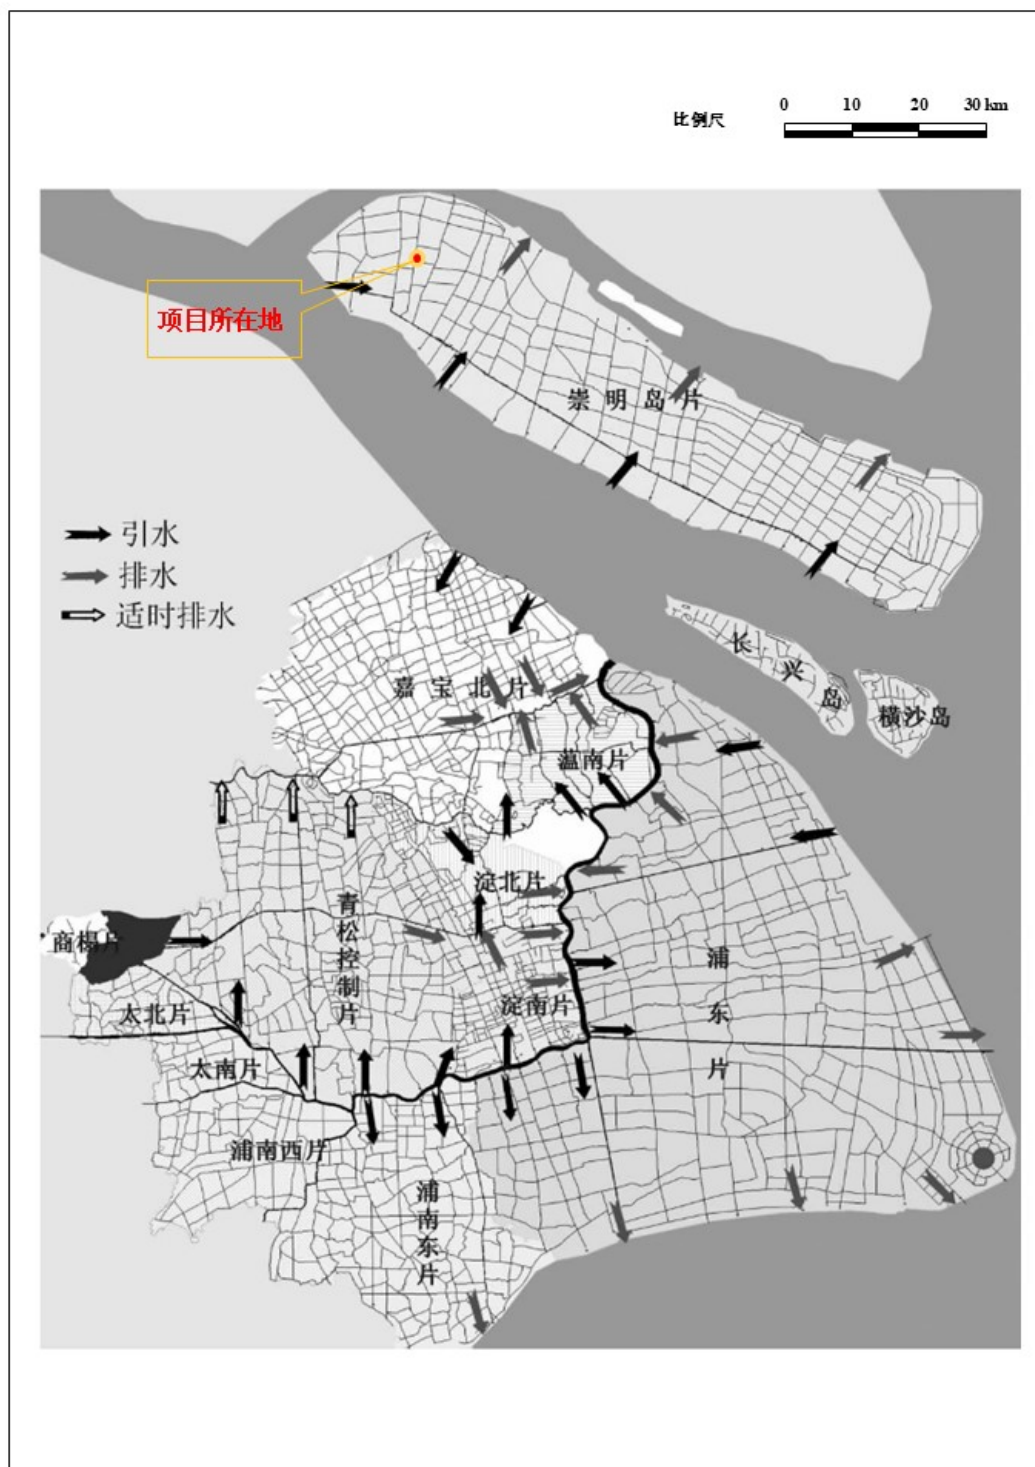 0 10 20 30 km
比例尺
项目所在地
崇明岛片
引水
排水
适时排水
长兴岛
横沙岛
嘉宝北片
蕰南片
淀北片
青松控制片
商榻片
浦东片
淀南片
太北片
太南片
浦南西片
浦南东片